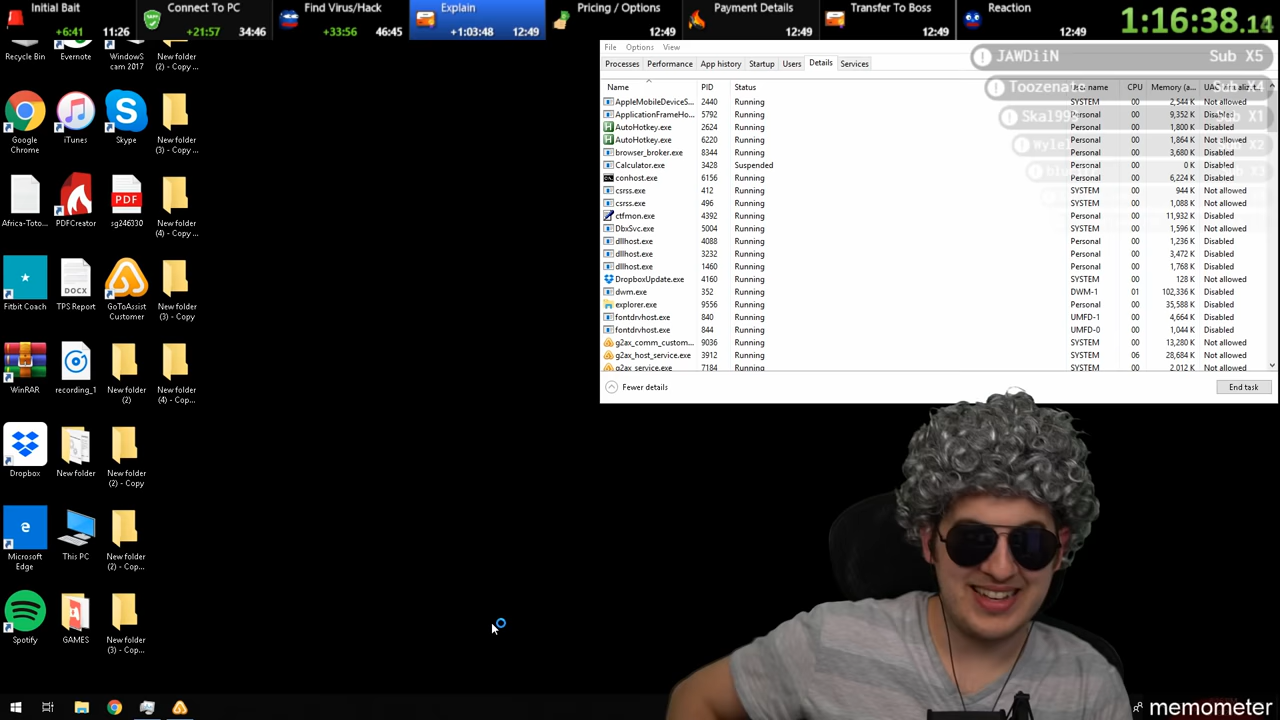 Initial Bait
+6:41 11:26
Connect To PC
+21:57 34:46
Find Virus/Hack
+33:56 46:45
Explain
+1:03:48 12:49
Pricing / Options
12:49
Payment Details
12:49
Transfer To Boss
12:49
Reaction
12:49
1:16:38.14
Recycle Bin
Evernote
WindowS
cam 2017
New folder
(2) - Copy ...
Google
Chrome
iTunes
Skype
New folder
(3) - Copy ...
Africa-Toto...
PDFCreator
sg246330
New folder
(4) - Copy ...
Fitbit Coach
TPS Report
GoToAssist
Customer
New folder
(3) - Copy
WinRAR
recording_1
New folder
(2)
New folder
(4) - Cop...
Dropbox
New folder
New folder
(2) - Copy
Microsoft
Edge
This PC
New folder
(2) - Cop...
Spotify
GAMES
New folder
(3) - Cop...
File Options View
Processes Performance App history Startup Users Details Services
JAWDiiN Sub X5
Toozenate Sub X4
Name PID Status name CPU Memory (a...
AppleMobileDeviceS... 2440 Running SYSTEM 00 2,544 K Not allowed
ApplicationFrameHo... 5792 Running Personal 00 9,352 K Disabled
AutoHotkey.exe 2624 Running Personal 00 1,800 K Disabled
AutoHotkey.exe 6220 Running Personal 00 1,864 K Not allowed
browser_broker.exe 8344 Running Personal 00 3,680 K Disabled
Calculator.exe 3428 Suspended Personal 00 0 K Disabled
conhost.exe 6156 Running Personal 00 6,224 K Disabled
csrss.exe 412 Running SYSTEM 00 944 K Not allowed
csrss.exe 496 Running SYSTEM 00 1,088 K Not allowed
ctfmon.exe 4392 Running Personal 00 11,932 K Disabled
DbxSvc.exe 5004 Running SYSTEM 00 1,596 K Not allowed
dllhost.exe 4088 Running Personal 00 1,236 K Disabled
dllhost.exe 3232 Running Personal 00 3,472 K Disabled
dllhost.exe 1460 Running Personal 00 1,768 K Disabled
DropboxUpdate.exe 4160 Running SYSTEM 00 128 K Not allowed
dwm.exe 352 Running DWM-1 01 102,336 K Disabled
explorer.exe 9556 Running Personal 00 35,588 K Disabled
fontdrvhost.exe 840 Running UMFD-1 00 4,664 K Disabled
fontdrvhost.exe 844 Running UMFD-0 00 1,044 K Disabled
g2ax_comm_custom... 9036 Running SYSTEM 00 13,280 K Not allowed
g2ax_host_service.exe 3912 Running SYSTEM 06 28,684 K Not allowed
g2ax_service.exe 7184 Running SYSTEM 00 2,012 K Not allowed
Fewer details
End task
memometer